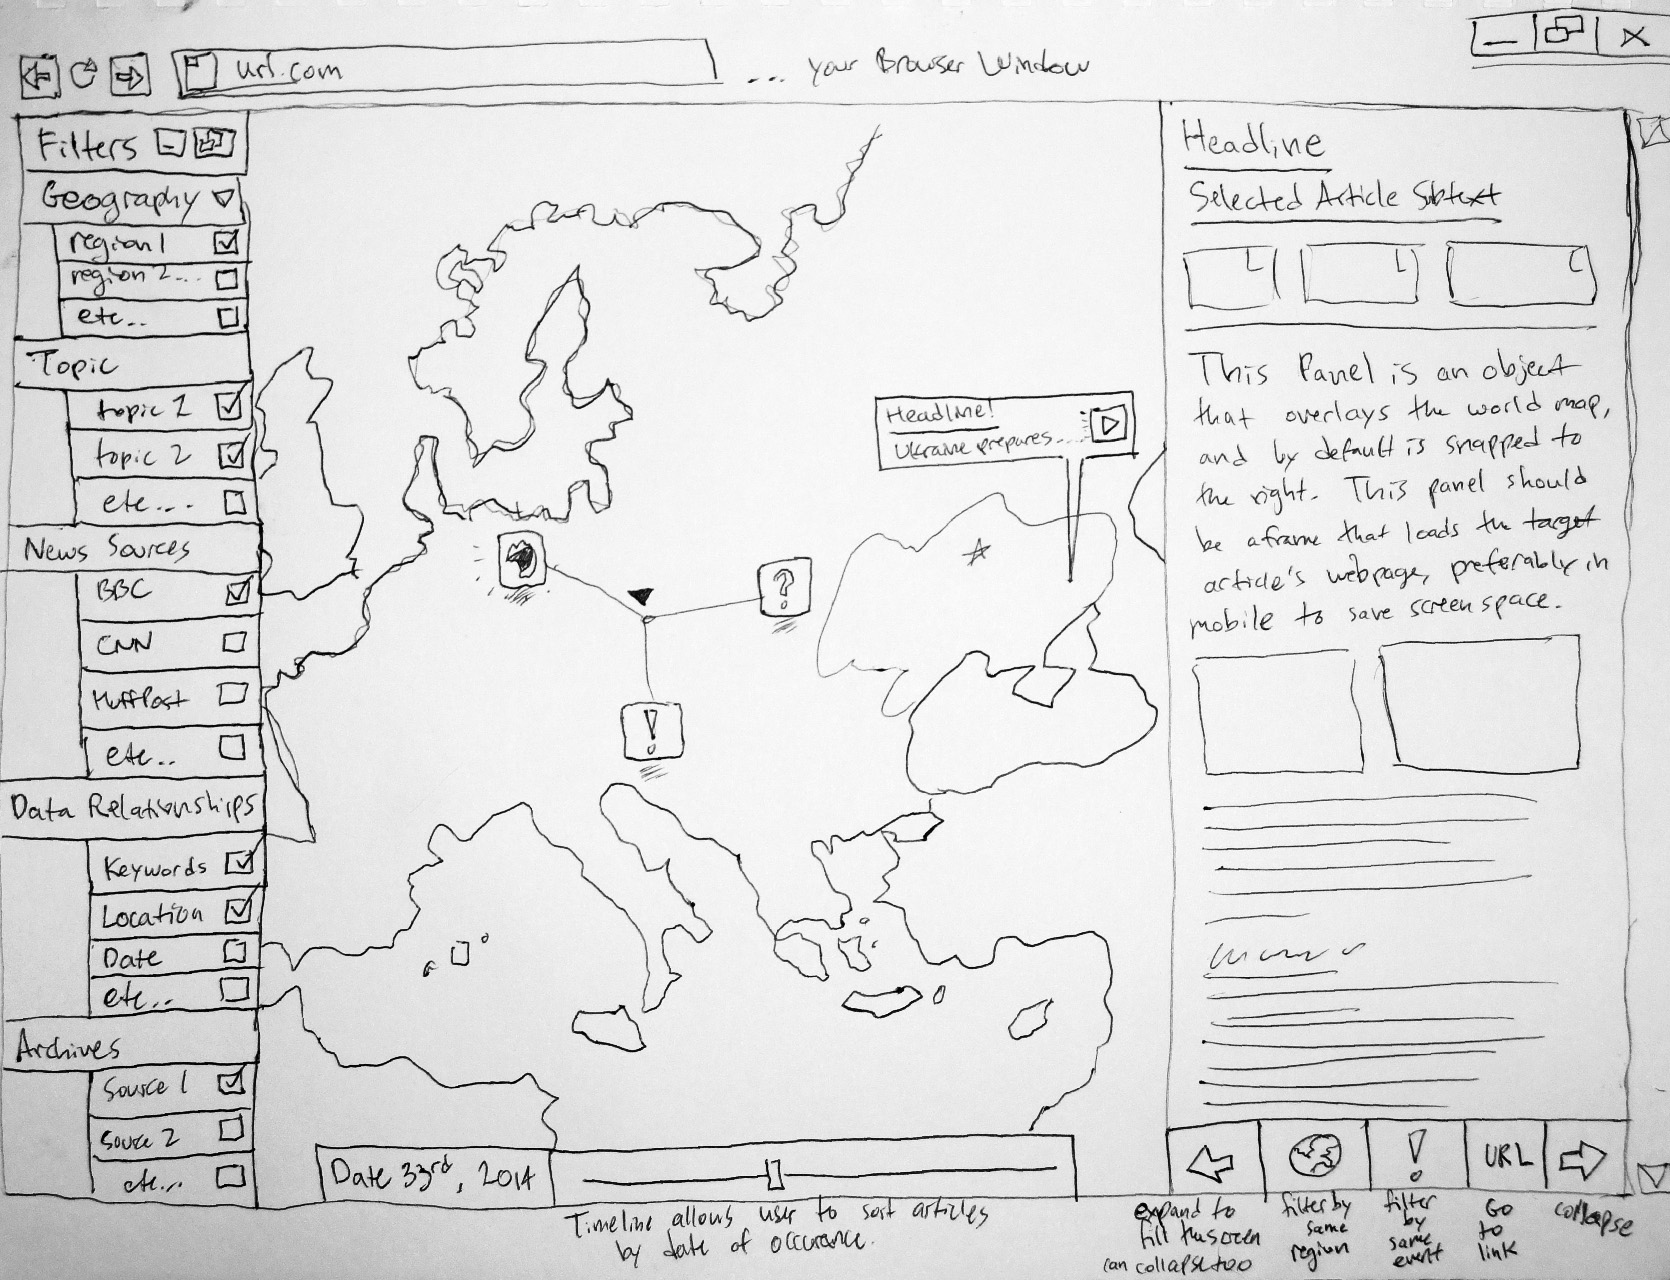 url.com
... your Browser Window
Filters
Geography
region 1
region 2...
etc..
Topic
topic 1
topic 2
etc....
News Sources
BBC
CNN
HuffPost
etc..
Data Relationships
Keywords
Location
Date
etc...
Archives
Source 1
Source 2
etc...
Headline!
Ukraine prepares....
?
!
Date 33rd, 2014
Timeline allows user to sort articles
by date of occurance.
Headline
Selected Article Subtext
This Panel is an object
that overlays the world map,
and by default is snapped to
the right. This panel should
be a frame that loads the target
article's webpage, preferably in
mobile to save screen space.
!
URL
expand to
fill the screen
can collapse too
filter by
same
region
filter
by
same
event
Go
to
link
collapse